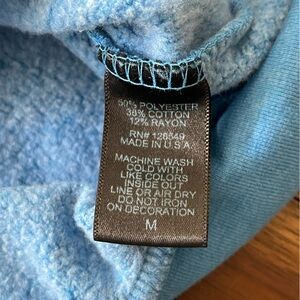 50% POLYESTER
38% COTTON
12% RAYON
RN# 126549
MADE IN U.S.A
MACHINE WASH
COLD WITH
LIKE COLORS
INSIDE OUT
LINE OR AIR DRY
DO NOT IRON
ON DECORATION
M